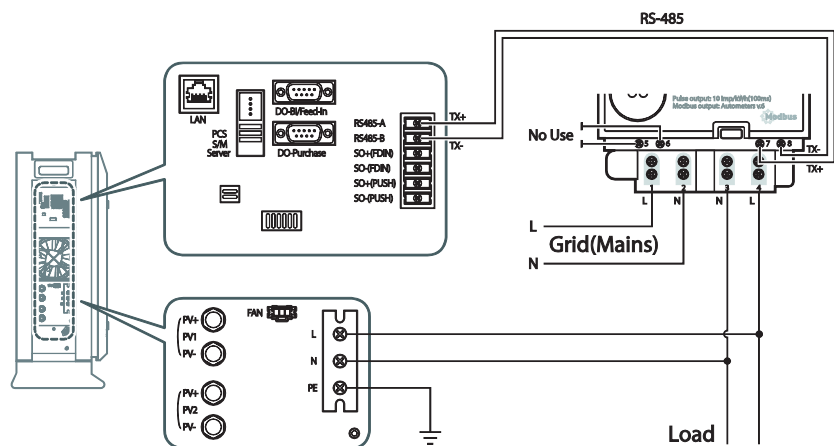 RS-485
LAN
DO-BI/Feed-In
PCS
S/M
Server
DO-Purchase
RS485-A
RS485-B
SO+(FDIN)
SO-(FDIN)
SO+(PUSH)
SO-(PUSH)
TX+
TX-
Pulse output: 10 imp/kWh(100ms)
Modbus output: Autometers v.6
Modbus
No Use
5
6
7
8
TX-
TX+
1
2
3
4
L
N
N
L
L
Grid(Mains)
N
PV+
PV1
PV-
PV+
PV2
PV-
FAN
L
N
PE
Load